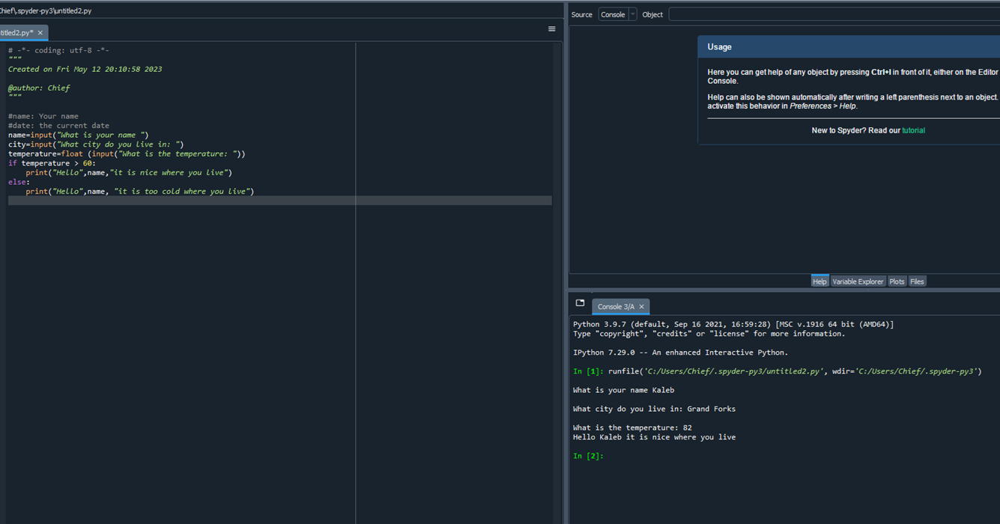 Chief\.spyder-py3\untitled2.py
titled2.py* ×
# -*- coding: utf-8 -*-
"""
Created on Fri May 12 20:10:58 2023

@author: Chief
"""

#name: Your name
#date: the current date
name=input("What is your name ")
city=input("What city do you live in: ")
temperature=float (input("What is the temperature: "))
if temperature > 60:
    print("Hello",name,"it is nice where you live")
else:
    print("Hello",name, "it is too cold where you live")
Source Console Object
Usage
Here you can get help of any object by pressing Ctrl+I in front of it, either on the Editor
Console.
Help can also be shown automatically after writing a left parenthesis next to an object.
activate this behavior in Preferences > Help.
New to Spyder? Read our tutorial
Help Variable Explorer Plots Files
Console 3/A ×
Python 3.9.7 (default, Sep 16 2021, 16:59:28) [MSC v.1916 64 bit (AMD64)]
Type "copyright", "credits" or "license" for more information.

IPython 7.29.0 -- An enhanced Interactive Python.

In [1]: runfile('C:/Users/Chief/.spyder-py3/untitled2.py', wdir='C:/Users/Chief/.spyder-py3')

What is your name Kaleb

What city do you live in: Grand Forks

What is the temperature: 82
Hello Kaleb it is nice where you live

In [2]: